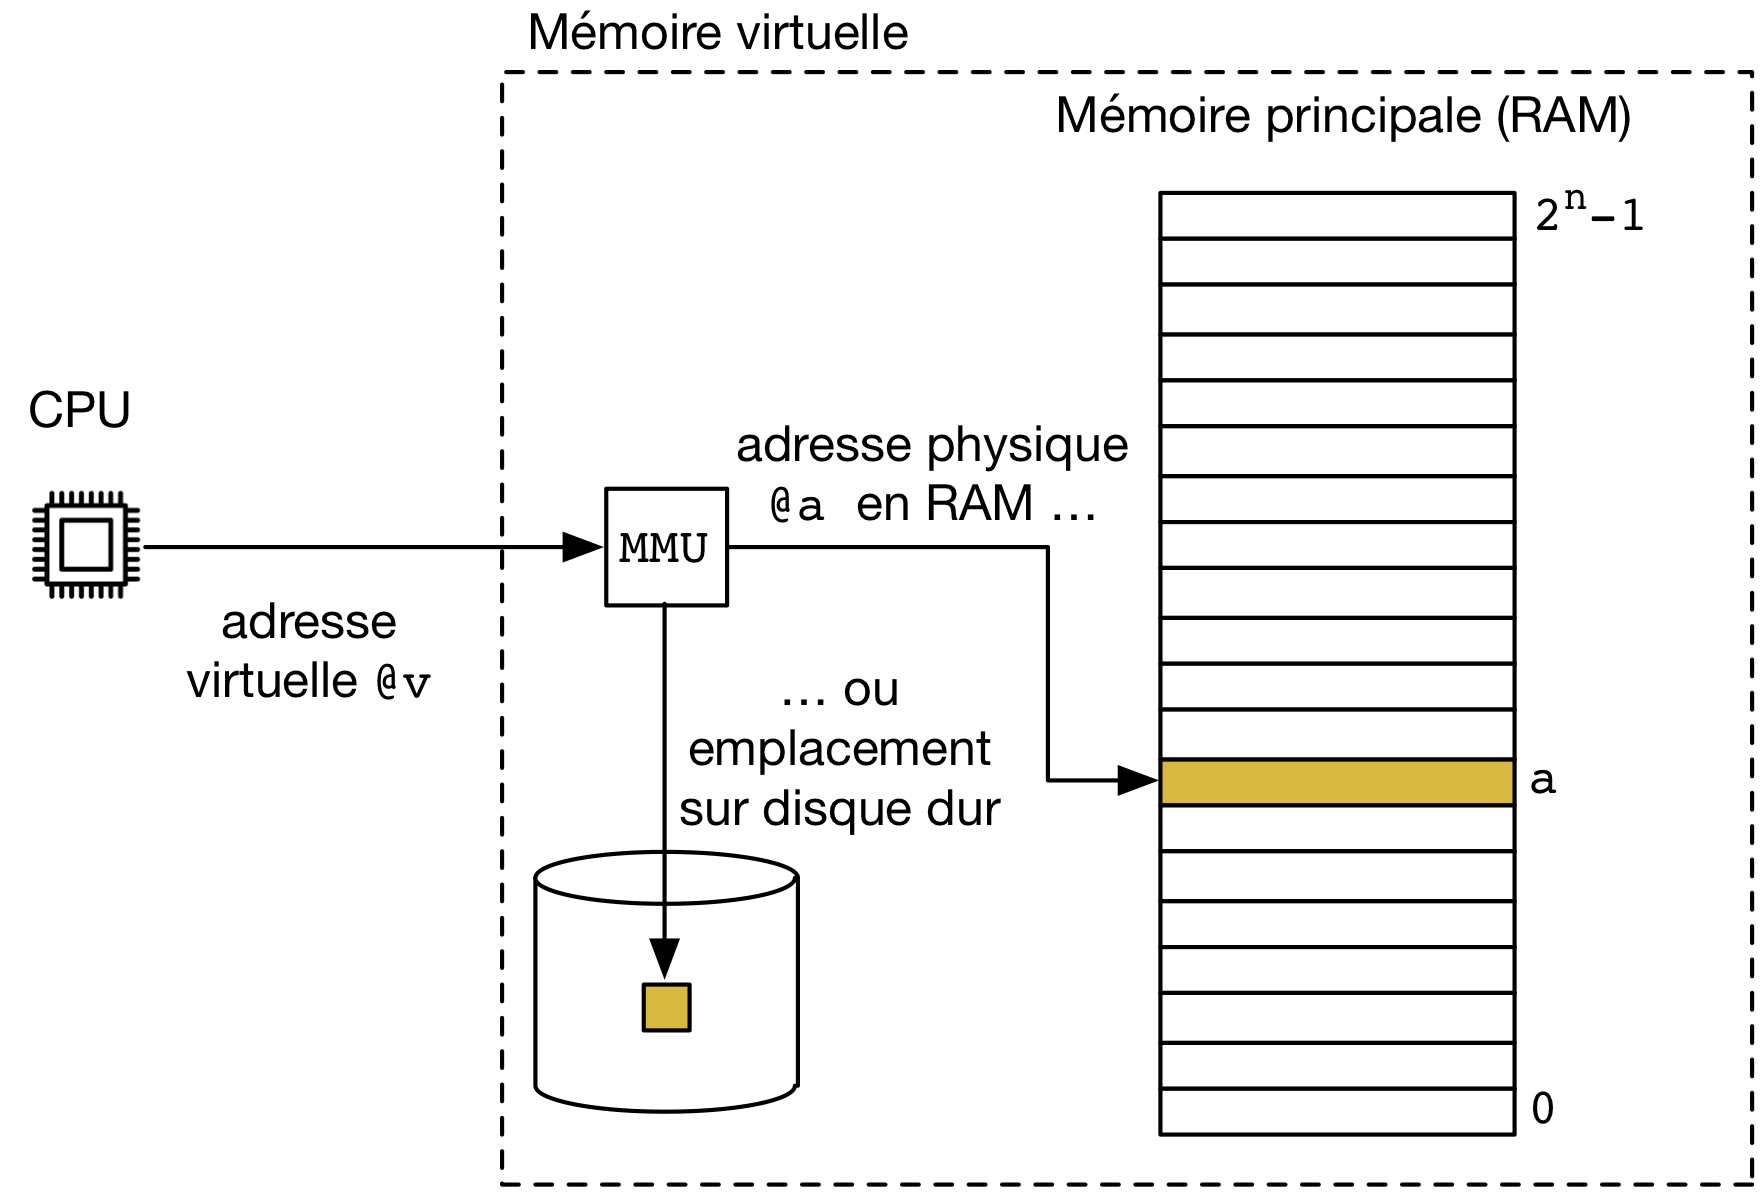 Mémoire virtuelle
Mémoire principale (RAM)
2ⁿ-1
CPU
adresse physique
@a en RAM ...
MMU
adresse
virtuelle @v
... ou
emplacement
sur disque dur
a
0